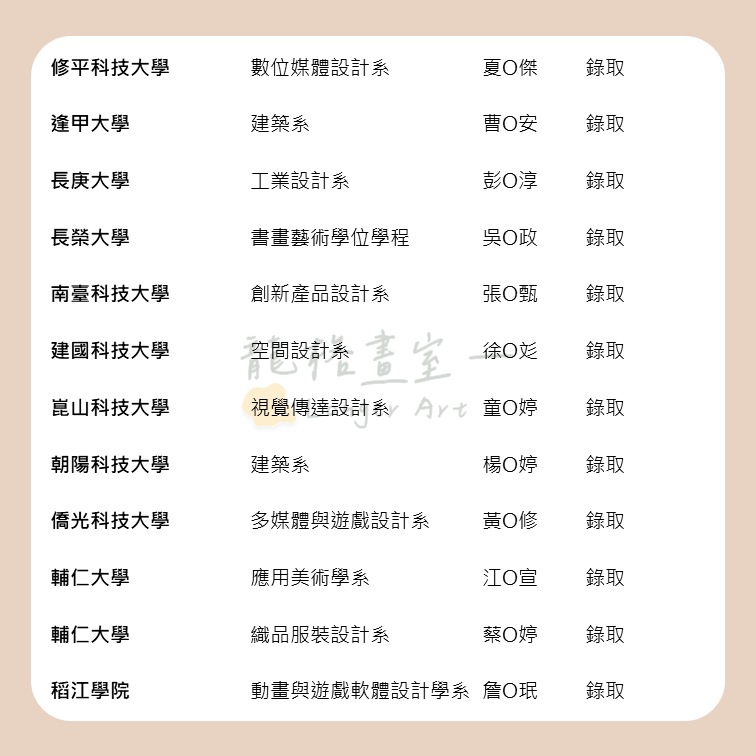 修平科技大學 數位媒體設計系 夏O傑 錄取
逢甲大學 建築系 曹O安 錄取
長庚大學 工業設計系 彭O淳 錄取
長榮大學 書畫藝術學位學程 吳O政 錄取
南臺科技大學 創新產品設計系 張O甄 錄取
建國科技大學 空間設計系 徐O彣 錄取
崑山科技大學 視覺傳達設計系 童O婷 錄取
朝陽科技大學 建築系 楊O婷 錄取
僑光科技大學 多媒體與遊戲設計系 黃O修 錄取
輔仁大學 應用美術學系 江O宣 錄取
輔仁大學 織品服裝設計系 蔡O婷 錄取
稻江學院 動畫與遊戲軟體設計學系 詹O珉 錄取
畫室
Art